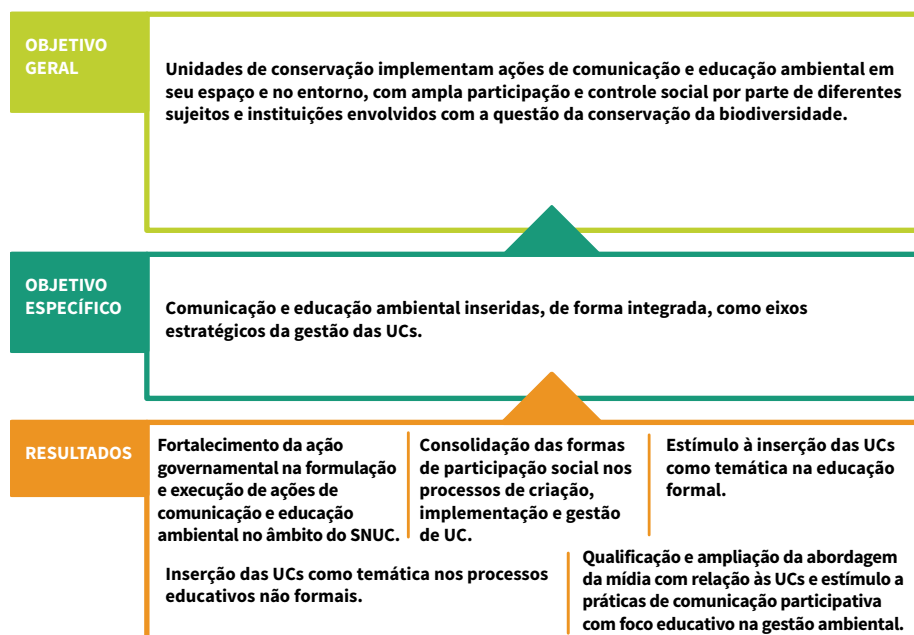 OBJETIVO
GERAL
Unidades de conservação implementam ações de comunicação e educação ambiental em
seu espaço e no entorno, com ampla participação e controle social por parte de diferentes
sujeitos e instituições envolvidos com a questão da conservação da biodiversidade.
OBJETIVO
ESPECÍFICO
Comunicação e educação ambiental inseridas, de forma integrada, como eixos
estratégicos da gestão das UCs.
RESULTADOS
Fortalecimento da ação
governamental na formulação
e execução de ações de
comunicação e educação
ambiental no âmbito do SNUC.
Consolidação das formas
de participação social nos
processos de criação,
implementação e gestão
de UC.
Estímulo à inserção das UCs
como temática na educação
formal.
Inserção das UCs como temática nos processos
educativos não formais.
Qualificação e ampliação da abordagem
da mídia com relação às UCs e estímulo a
práticas de comunicação participativa
com foco educativo na gestão ambiental.